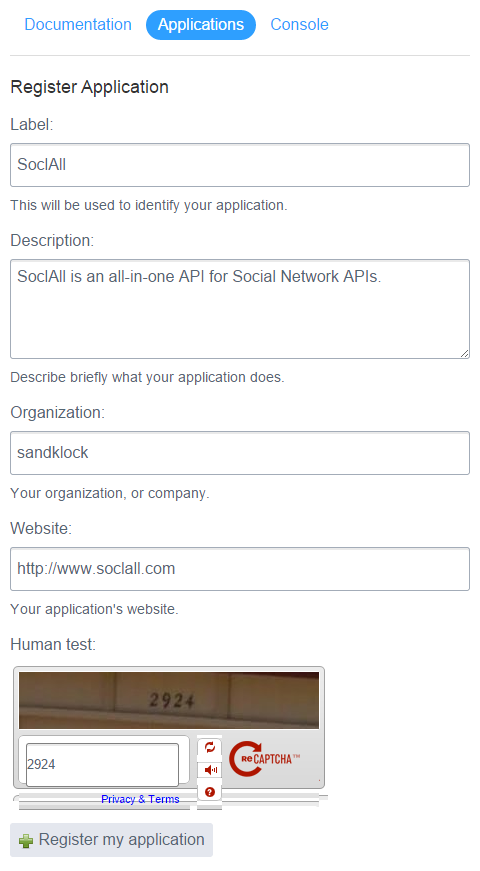 Documentation Applications Console
Register Application
Label:
SoclAll
This will be used to identify your application.
Description:
SoclAll is an all-in-one API for Social Network APIs.
Describe briefly what your application does.
Organization:
sandklock
Your organization, or company.
Website:
http://www.soclall.com
Your application's website.
Human test:
2924
2924
reCAPTCHA™
Privacy & Terms
Register my application